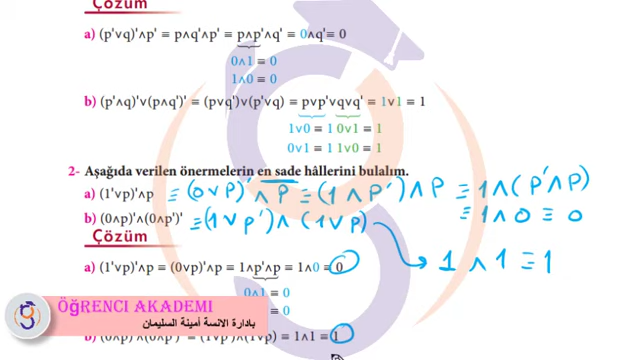 Çözüm
a) (p'∨q)'∧p' ≡ p∧q'∧p' ≡ p∧p'∧q' ≡ 0∧q' ≡ 0
0∧1 ≡ 0
1∧0 ≡ 0
b) (p'∧q)'∨(p∧q')' ≡ (p∨q')∨(p'∨q) ≡ p∨p'∨q∨q' ≡ 1∨1 ≡ 1
1∨0 ≡ 1 0∨1 ≡ 1
0∨1 ≡ 1 1∨0 ≡ 1
2- Aşağıda verilen önermelerin en sade hâllerini bulalım.
a) (1'∨p)'∧p ≡ (0∨p)' ∧ p ≡ (1∧p')∧p ≡ 1∧(p'∧p)
≡ 1∧0 ≡ 0
b) (0∧p)'∧(0∧p')' ≡ (1∨p')∧(1∨p)
1 ∧ 1 ≡ 1
Çözüm
a) (1'∨p)'∧p ≡ (0∨p)'∧p ≡ 1∧p'∧p ≡ 1∧0 ≡ 0
0∧1 ≡ 0
≡ 0
ÖĞRENCİ AKADEMI
بادارة الانسة أمينة السليمان
b) (0∧p)'∧(0∧p')' ≡ (1∨p')∧(1∨p) ≡ 1∧1 ≡ 1